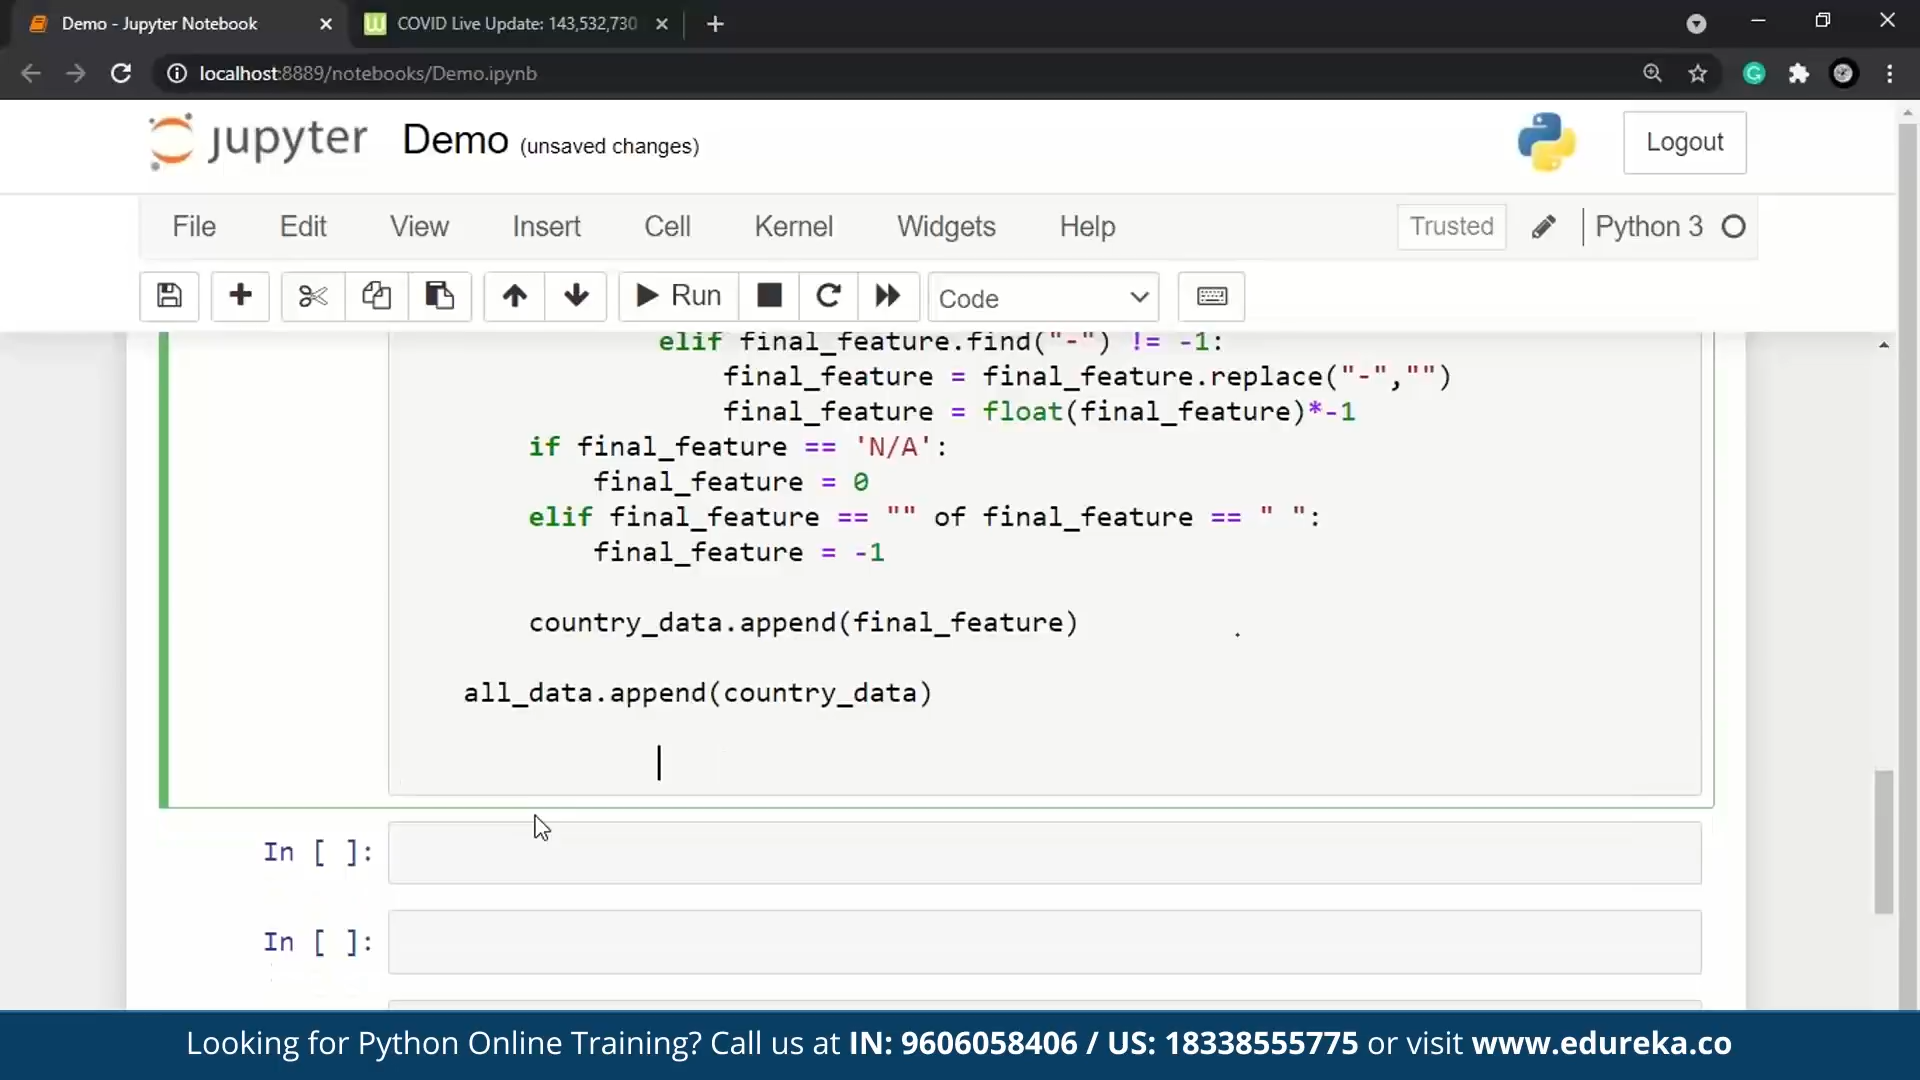 Demo - Jupyter Notebook
COVID Live Update: 143,532,730
localhost:8889/notebooks/Demo.ipynb
jupyter Demo (unsaved changes)
Logout
File Edit View Insert Cell Kernel Widgets Help Trusted Python 3
Run Code
elif final_feature.find("-") != -1:
final_feature = final_feature.replace("-","")
final_feature = float(final_feature)*-1
if final_feature == 'N/A':
final_feature = 0
elif final_feature == "" of final_feature == " ":
final_feature = -1
country_data.append(final_feature)
all_data.append(country_data)
In [ ]:
In [ ]:
Looking for Python Online Training? Call us at IN: 9606058406 / US: 18338555775 or visit www.edureka.co